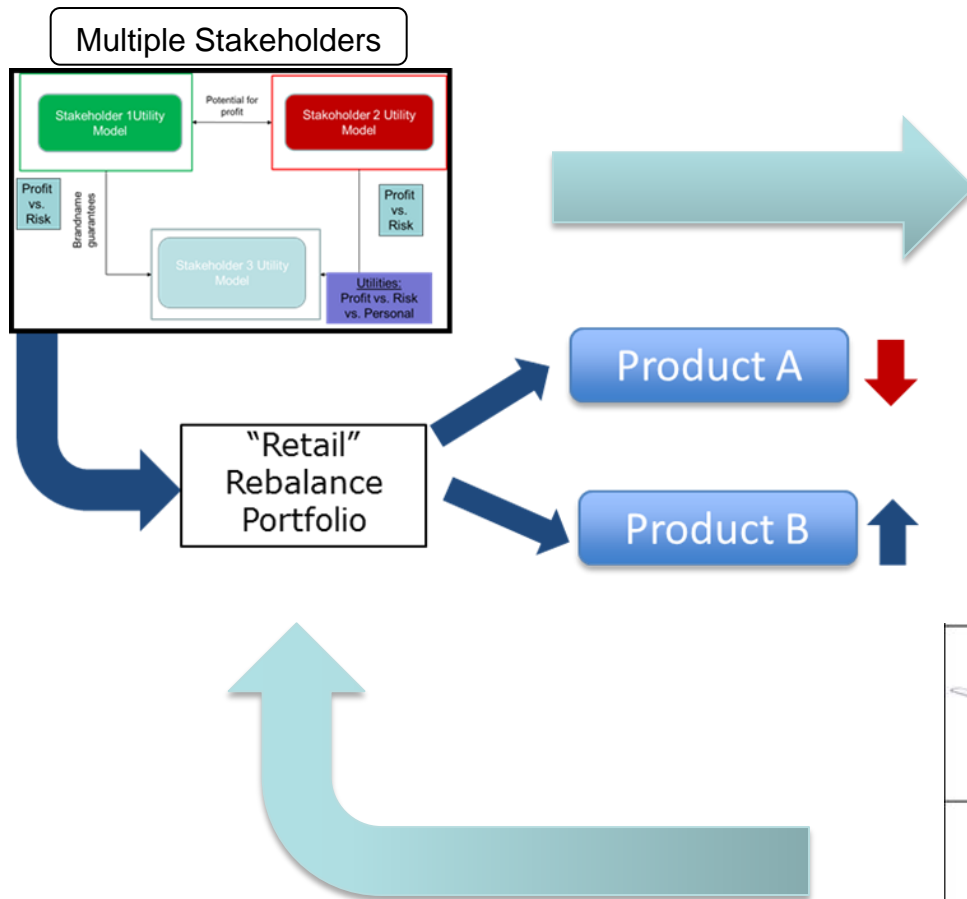 Multiple Stakeholders
Potential for
profit
Stakeholder 1Utility
Model
Stakoholder 2 Utility
Model
Profit
vs.
Risk
Brandname
guarantees
Profit
vs.
Risk
Stakeholder 3 Utility
Model
Utilities:
Profit vs. Risk
vs. Personal
Product A
"Retail"
Rebalance
Portfolio
Product B